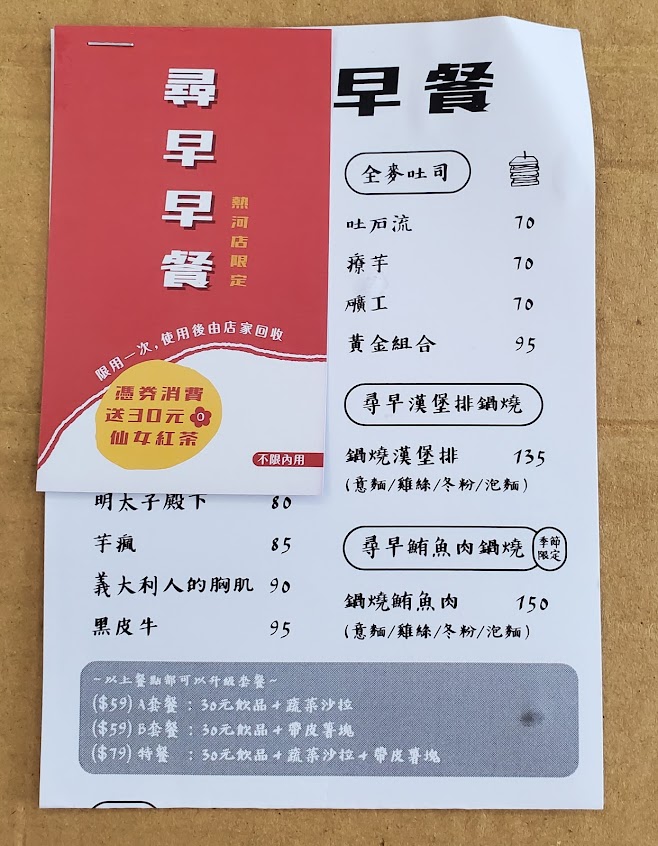 尋早早餐
熱河店限定
限用一次,使用後由店家回收
憑券消費
送30元
仙女紅茶
不限內用
早餐
全麥吐司
吐石流 70
療芋 70
礦工 70
黃金組合 95
尋早漢堡排鍋燒
鍋燒漢堡排 135
(意麵/雞絲/冬粉/泡麵)
尋早鮪魚肉鍋燒 季節限定
鍋燒鮪魚肉 150
(意麵/雞絲/冬粉/泡麵)
明太子殿下 80
芋瘋 85
義大利人的胸肌 90
黑皮牛 95
~以上餐點都可以升級套餐~
($59) A套餐 : 30元飲品+蔬菜沙拉
($59) B套餐 : 30元飲品+帶皮薯塊
($79) 特餐 : 30元飲品+蔬菜沙拉+帶皮薯塊